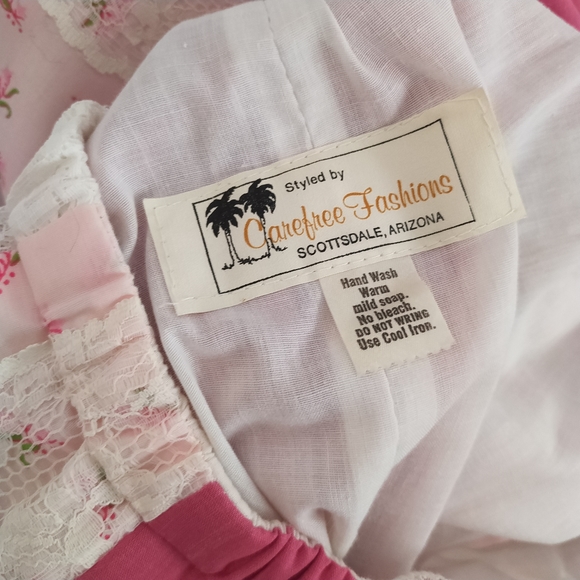 Styled by
Carefree Fashions
SCOTTSDALE, ARIZONA
Hand Wash
Warm
mild soap.
No bleach.
DO NOT WRING
Use Cool Iron.